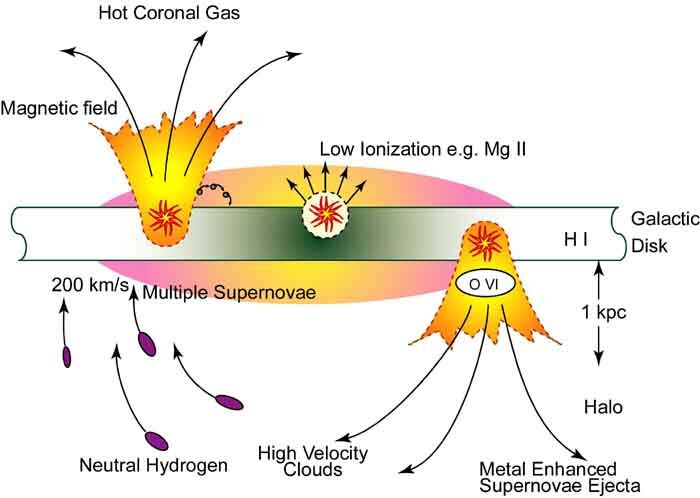 Hot Coronal Gas
Magnetic field
Low Ionization e.g. Mg II
Galactic
Disk
H I
200 km/s
Multiple Supernovae
O VI
1 kpc
Halo
Neutral Hydrogen
High Velocity
Clouds
Metal Enhanced
Supernovae Ejecta